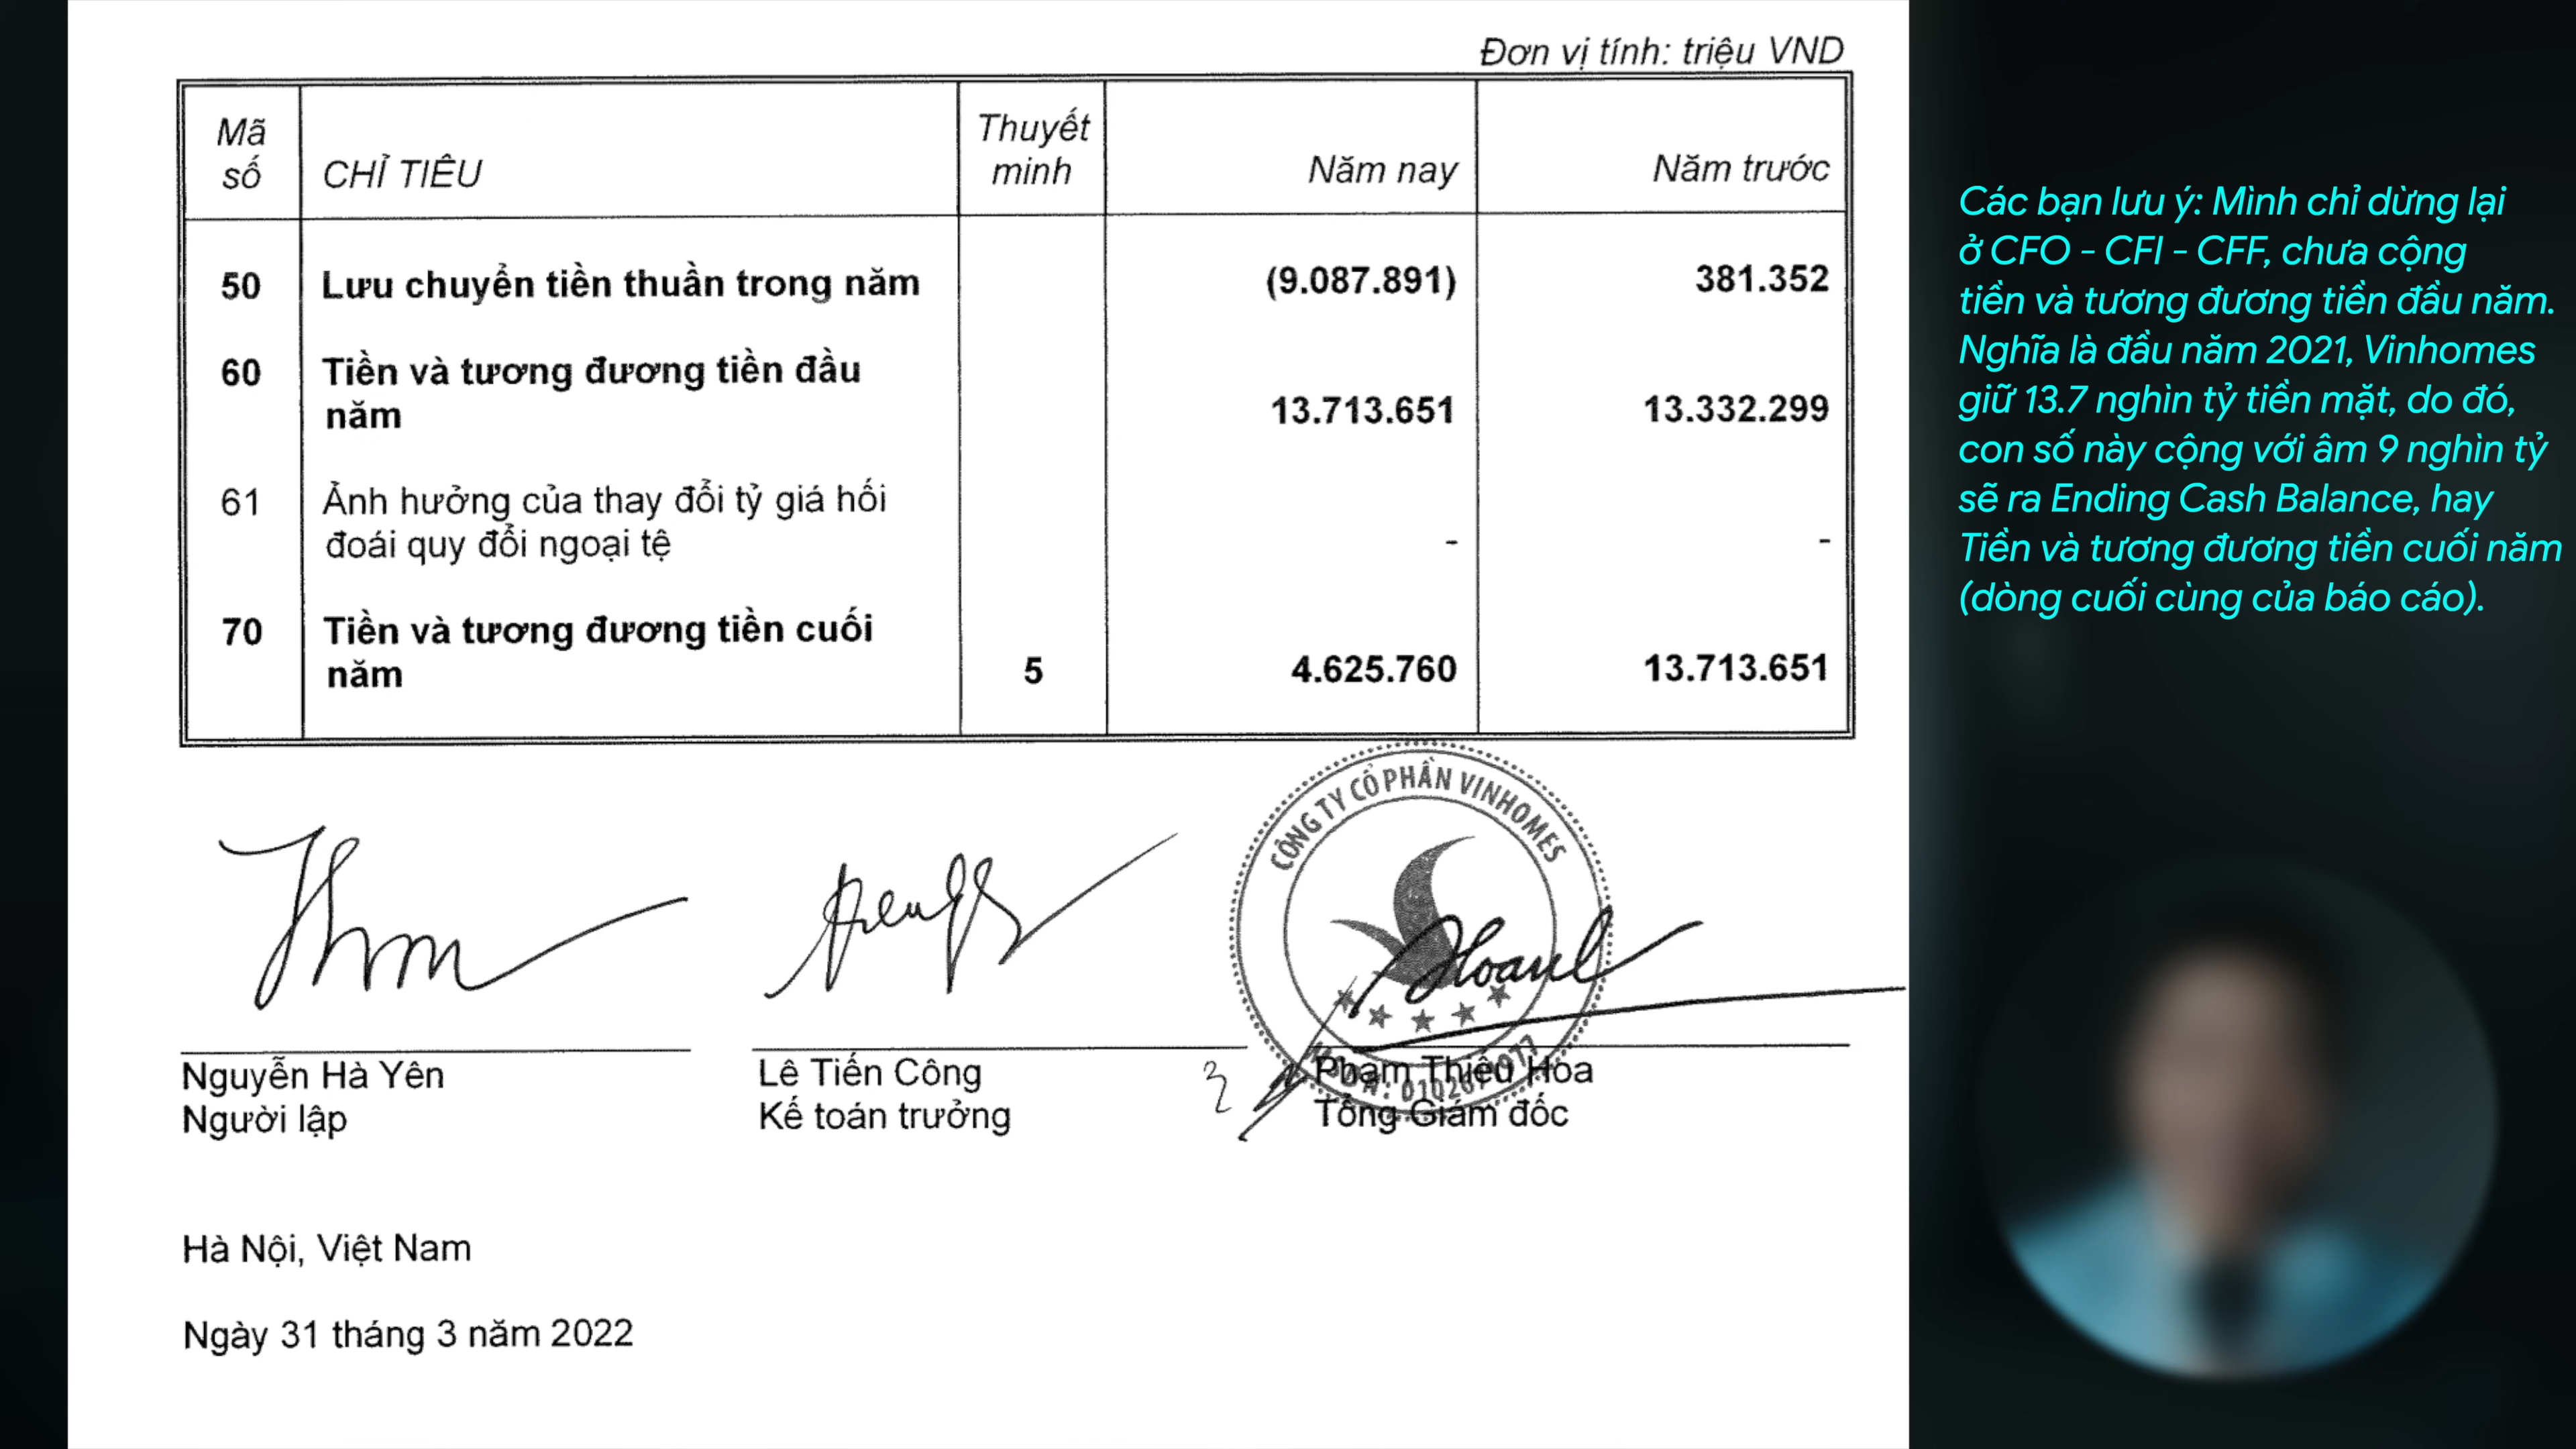 Đơn vị tính: triệu VND
Mã số CHỈ TIÊU Thuyết minh Năm nay Năm trước
50 Lưu chuyển tiền thuần trong năm (9.087.891) 381.352
60 Tiền và tương đương tiền đầu
năm 13.713.651 13.332.299
61 Ảnh hưởng của thay đổi tỷ giá hối
đoái quy đổi ngoại tệ - -
70 Tiền và tương đương tiền cuối
năm 5 4.625.760 13.713.651
CÔNG TY CỔ PHẦN VINHOMES
Nguyễn Hà Yên
Người lập
Lê Tiến Công
Kế toán trưởng
Phạm Thiếu Hoa
Tổng Giám đốc
Hà Nội, Việt Nam
Ngày 31 tháng 3 năm 2022
Các bạn lưu ý: Mình chỉ dừng lại
ở CFO - CFI - CFF, chưa cộng
tiền và tương đương tiền đầu năm.
Nghĩa là đầu năm 2021, Vinhomes
giữ 13.7 nghìn tỷ tiền mặt, do đó,
con số này cộng với âm 9 nghìn tỷ
sẽ ra Ending Cash Balance, hay
Tiền và tương đương tiền cuối năm
(dòng cuối cùng của báo cáo).